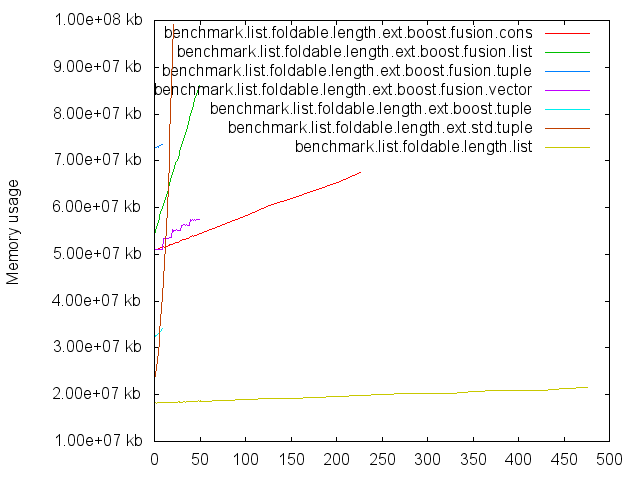 1.00e+08 kb
9.00e+07 kb
8.00e+07 kb
7.00e+07 kb
6.00e+07 kb
5.00e+07 kb
4.00e+07 kb
3.00e+07 kb
2.00e+07 kb
1.00e+07 kb
Memory usage
benchmark.list.foldable.length.ext.boost.fusion.cons
benchmark.list.foldable.length.ext.boost.fusion.list
benchmark.list.foldable.length.ext.boost.fusion.tuple
benchmark.list.foldable.length.ext.boost.fusion.vector
benchmark.list.foldable.length.ext.boost.tuple
benchmark.list.foldable.length.ext.std.tuple
benchmark.list.foldable.length.list
0 50 100 150 200 250 300 350 400 450 500